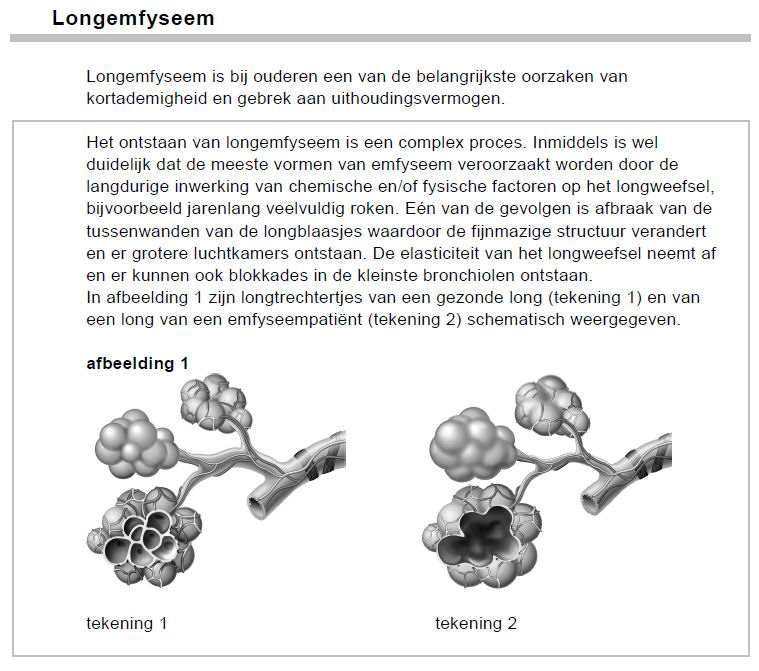 Longemfyseem
Longemfyseem is bij ouderen een van de belangrijkste oorzaken van
kortademigheid en gebrek aan uithoudingsvermogen.
Het ontstaan van longemfyseem is een complex proces. Inmiddels is wel
duidelijk dat de meeste vormen van emfyseem veroorzaakt worden door de
langdurige inwerking van chemische en/of fysische factoren op het longweefsel,
bijvoorbeeld jarenlang veelvuldig roken. Eén van de gevolgen is afbraak van de
tussenwanden van de longblaasjes waardoor de fijnmazige structuur verandert
en er grotere luchtkamers ontstaan. De elasticiteit van het longweefsel neemt af
en er kunnen ook blokkades in de kleinste bronchiolen ontstaan.
In afbeelding 1 zijn longtrechtertjes van een gezonde long (tekening 1) en van
een long van een emfyseempatiënt (tekening 2) schematisch weergegeven.
afbeelding 1
tekening 1
tekening 2